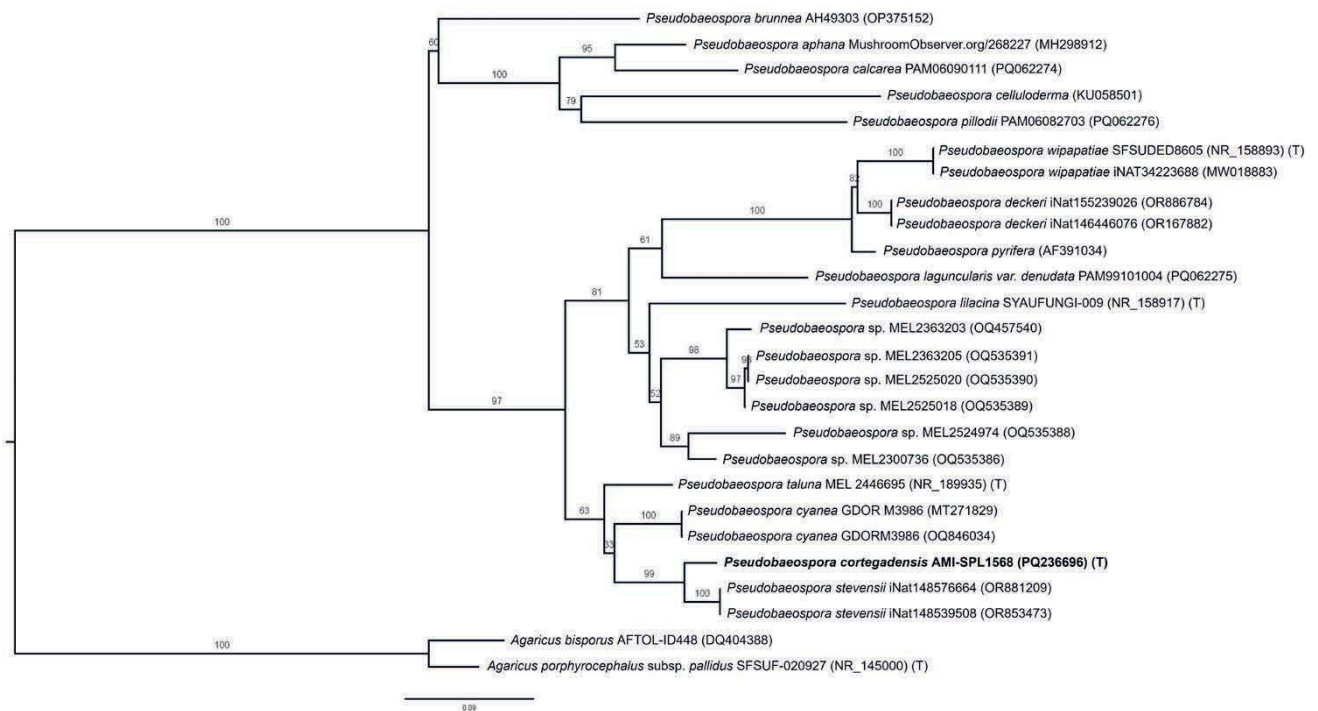 Pseudobaeospora brunnea AH49303 (OP375152)
60
Pseudobaeospora aphana MushroomObserver.org/268227 (MH298912)
95
Pseudobaeospora calcarea PAM06090111 (PQ062274)
100
Pseudobaeospora celluloderma (KU058501)
79
Pseudobaeospora pillodii PAM06082703 (PQ062276)
Pseudobaeospora wipapatiae SFSUDED8605 (NR_158893) (T)
100
Pseudobaeospora wipapatiae iNAT34223688 (MW018883)
82
Pseudobaeospora deckeri iNat155239026 (OR886784)
100
Pseudobaeospora deckeri iNat146446076 (OR167882)
100
100
Pseudobaeospora pyrifera (AF391034)
61
Pseudobaeospora laguncularis var. denudata PAM99101004 (PQ062275)
81
Pseudobaeospora lilacina SYAUFUNGI-009 (NR_158917) (T)
Pseudobaeospora sp. MEL2363203 (OQ457540)
53
98
Pseudobaeospora sp. MEL2363205 (OQ535391)
Pseudobaeospora sp. MEL2525020 (OQ535390)
97
52
97
Pseudobaeospora sp. MEL2525018 (OQ535389)
Pseudobaeospora sp. MEL2524974 (OQ535388)
89
Pseudobaeospora sp. MEL2300736 (OQ535386)
Pseudobaeospora taluna MEL 2446695 (NR_189935) (T)
63
Pseudobaeospora cyanea GDOR M3986 (MT271829)
100
Pseudobaeospora cyanea GDORM3986 (OQ846034)
33
Pseudobaeospora cortegadensis AMI-SPL1568 (PQ236696) (T)
99
Pseudobaeospora stevensii iNat148576664 (OR881209)
100
Pseudobaeospora stevensii iNat148539508 (OR853473)
Agaricus bisporus AFTOL-ID448 (DQ404388)
100
Agaricus porphyrocephalus subsp. pallidus SFSUF-020927 (NR_145000) (T)
0.09